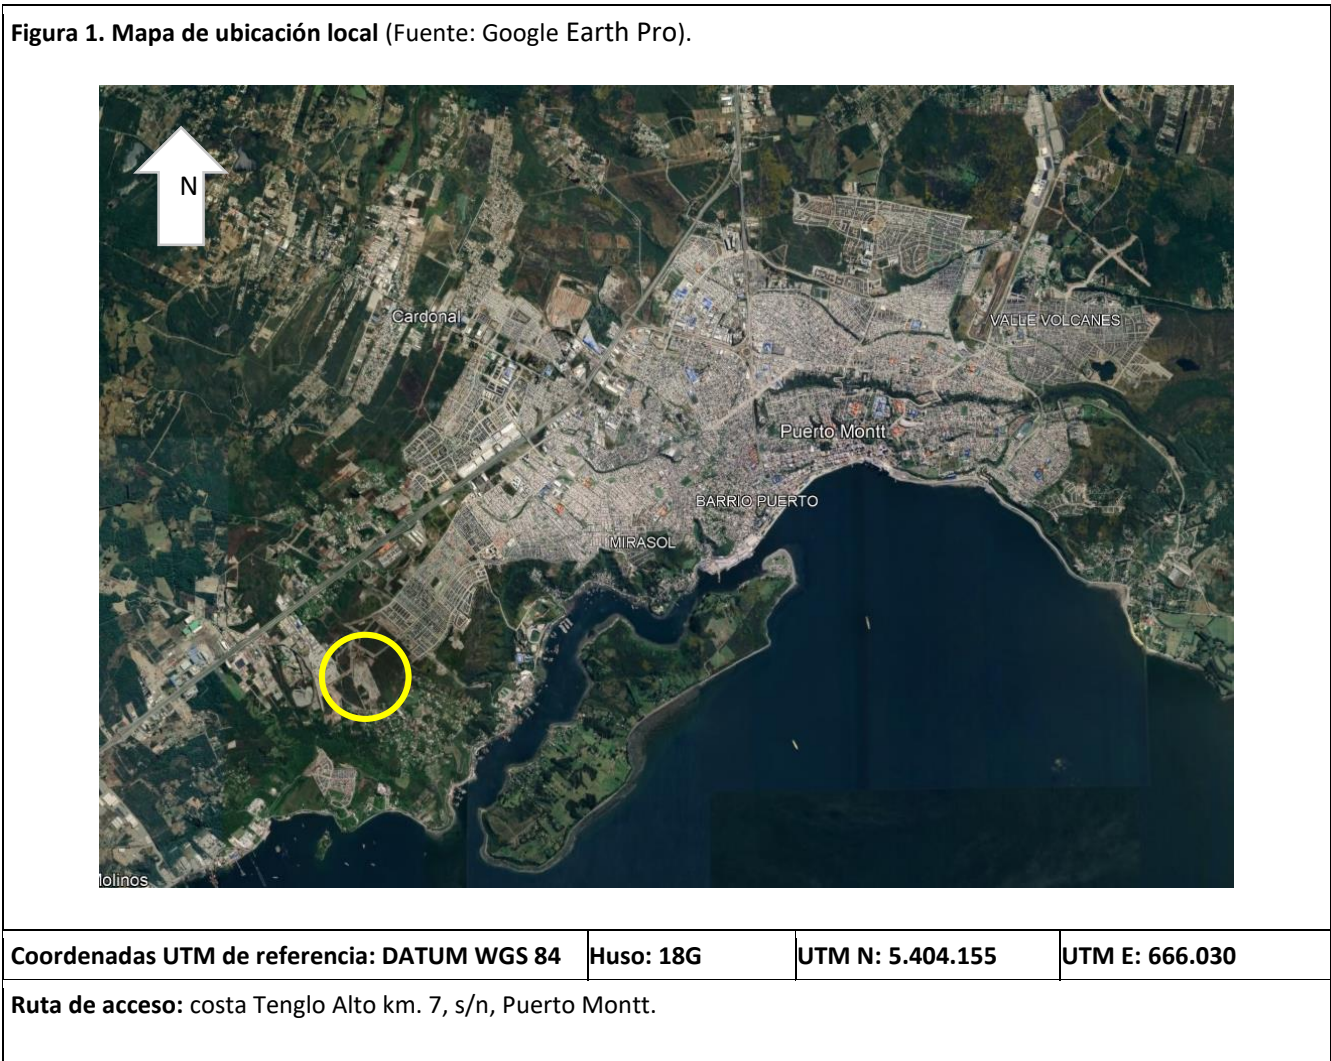 Figura 1. Mapa de ubicación local (Fuente: Google Earth Pro).
N
Cardonal
VALLE VOLCANES
Puerto Montt
BARRIO PUERTO
MIRASOL
Coordenadas UTM de referencia: DATUM WGS 84 Huso: 18G UTM N: 5.404.155 UTM E: 666.030
Ruta de acceso: costa Tenglo Alto km. 7, s/n, Puerto Montt.